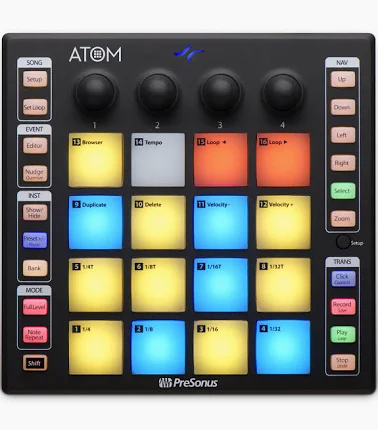 SONG
ATOM
NAV
Setup
Up
Set Loop
Down
1
2
3
4
EVENT
Editor
Nudge
Left
13 Browser
14 Tempo
15 Loop ◄
16 Loop ►
Right
INST
Show/
Hide
Select
9 Duplicate
10 Delete
11 Velocity -
12 Velocity +
Preset +/-
Zoom
Setup
Bank
5 1/4T
6 1/8T
7 1/16T
8 1/32T
TRANS
Click
MODE
Full Level
Record
Save
Note
Repeat
1 1/4
2 1/8
3 1/16
4 1/32
Play
Loop
Shift
Stop
Undo
PreSonus